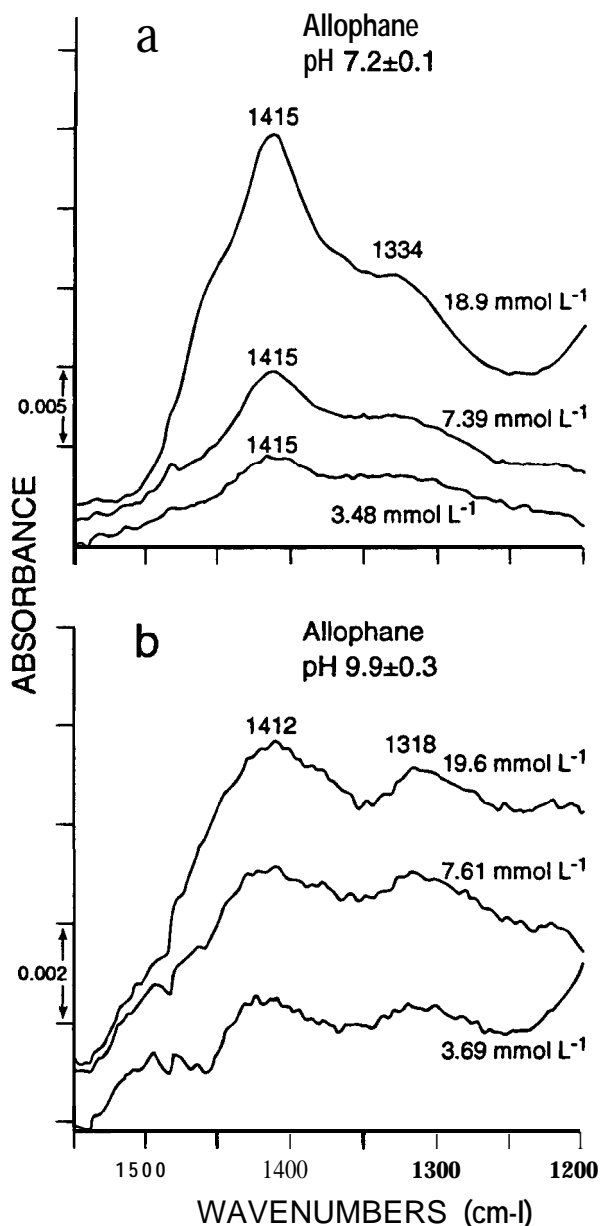 a
Allophane
pH 7.2±0.1
1415
1334
18.9 mmol L⁻¹
1415
7.39 mmol L⁻¹
1415
3.48 mmol L⁻¹
0.005
ABSORBANCE
b
Allophane
pH 9.9±0.3
1412
1318
19.6 mmol L⁻¹
7.61 mmol L⁻¹
0.002
3.69 mmol L⁻¹
1500 1400 1300 1200
WAVENUMBERS (cm-l)